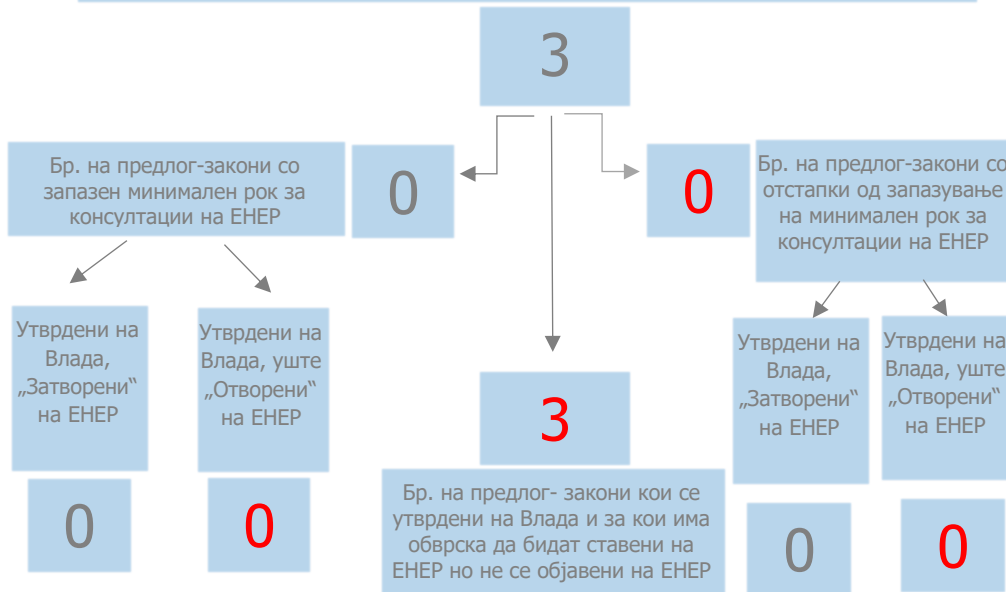 3
Бр. на предлог-закони со
запазен минимален рок за
консултации на ЕНЕР
0
0
Бр. на предлог-закони со
отстапки од запазување
на минимален рок за
консултации на ЕНЕР
Утврдени на
Влада,
„Затворени“
на ЕНЕР
Утврдени на
Влада, уште
„Отворени“
на ЕНЕР
3
Утврдени на
Влада,
„Затворени“
на ЕНЕР
Утврдени на
Влада, уште
„Отворени“
на ЕНЕР
0
0
Бр. на предлог- закони кои се
утврдени на Влада и за кои има
обврска да бидат ставени на
ЕНЕР но не се објавени на ЕНЕР
0
0